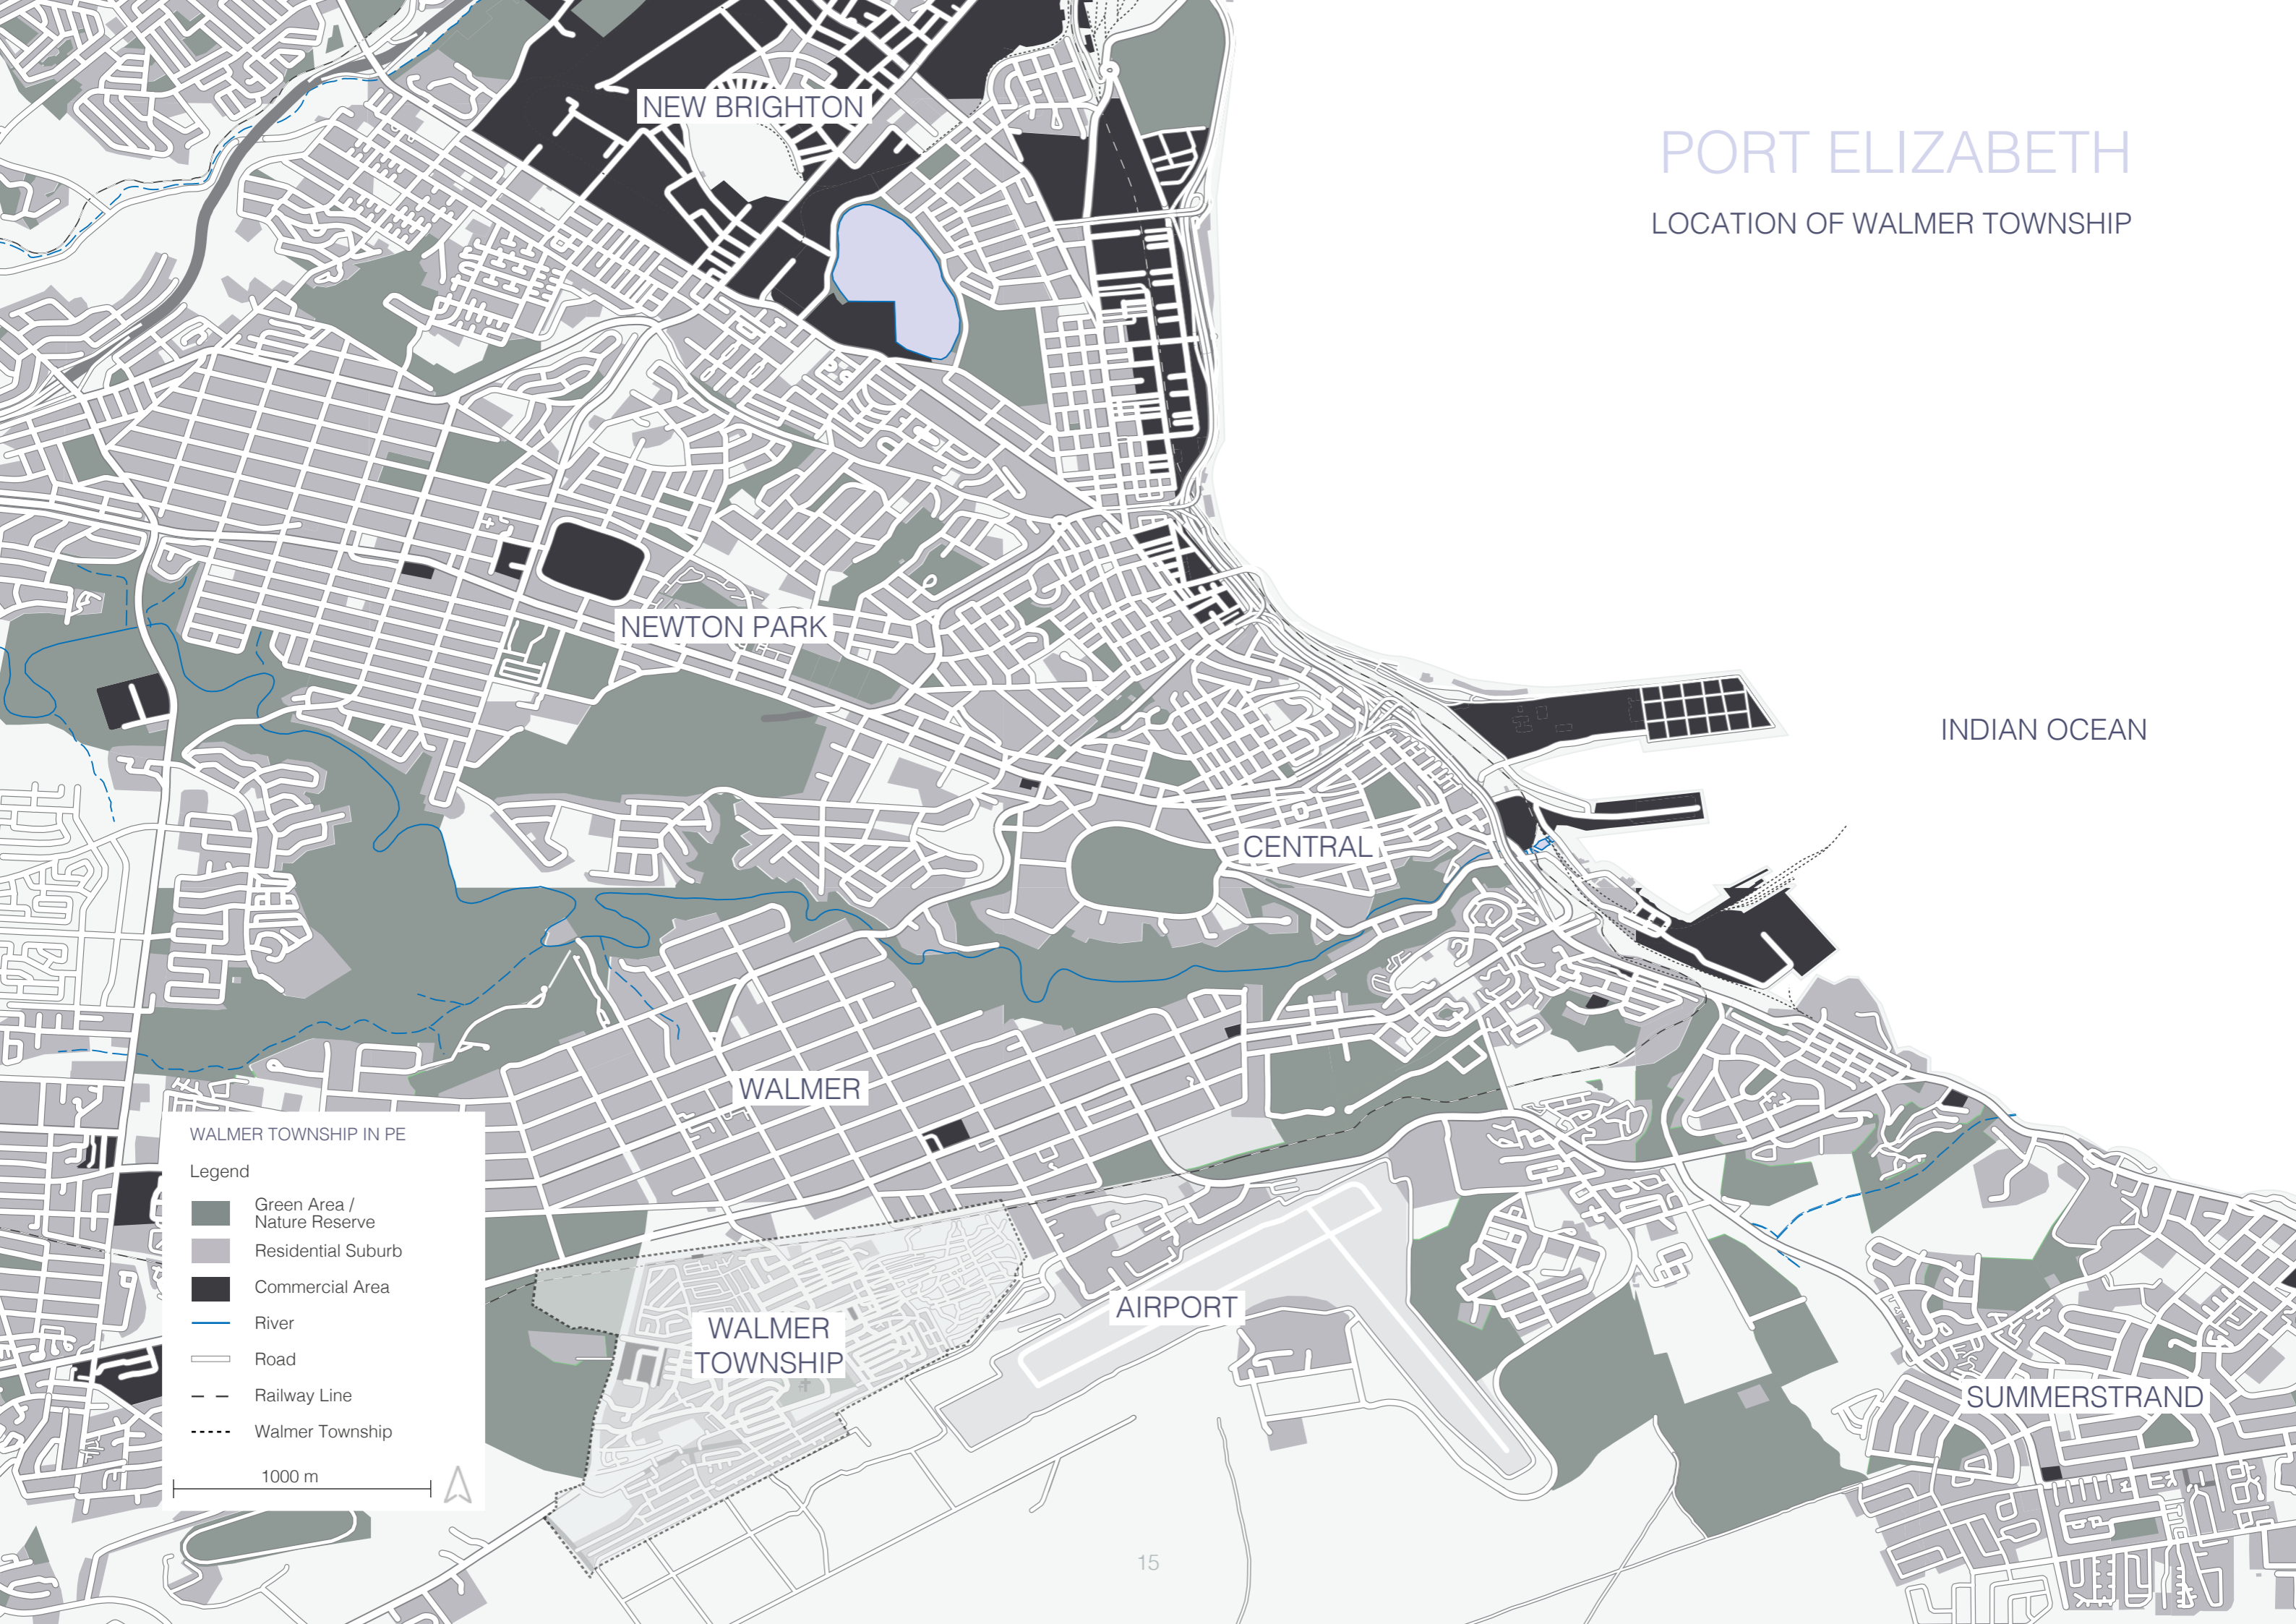 NEW BRIGHTON
PORT ELIZABETH
LOCATION OF WALMER TOWNSHIP
NEWTON PARK
INDIAN OCEAN
CENTRAL
WALMER
WALMER TOWNSHIP IN PE
Legend
Green Area /
Nature Reserve
Residential Suburb
Commercial Area
River
Road
Railway Line
Walmer Township
1000 m
WALMER
TOWNSHIP
AIRPORT
SUMMERSTRAND
15